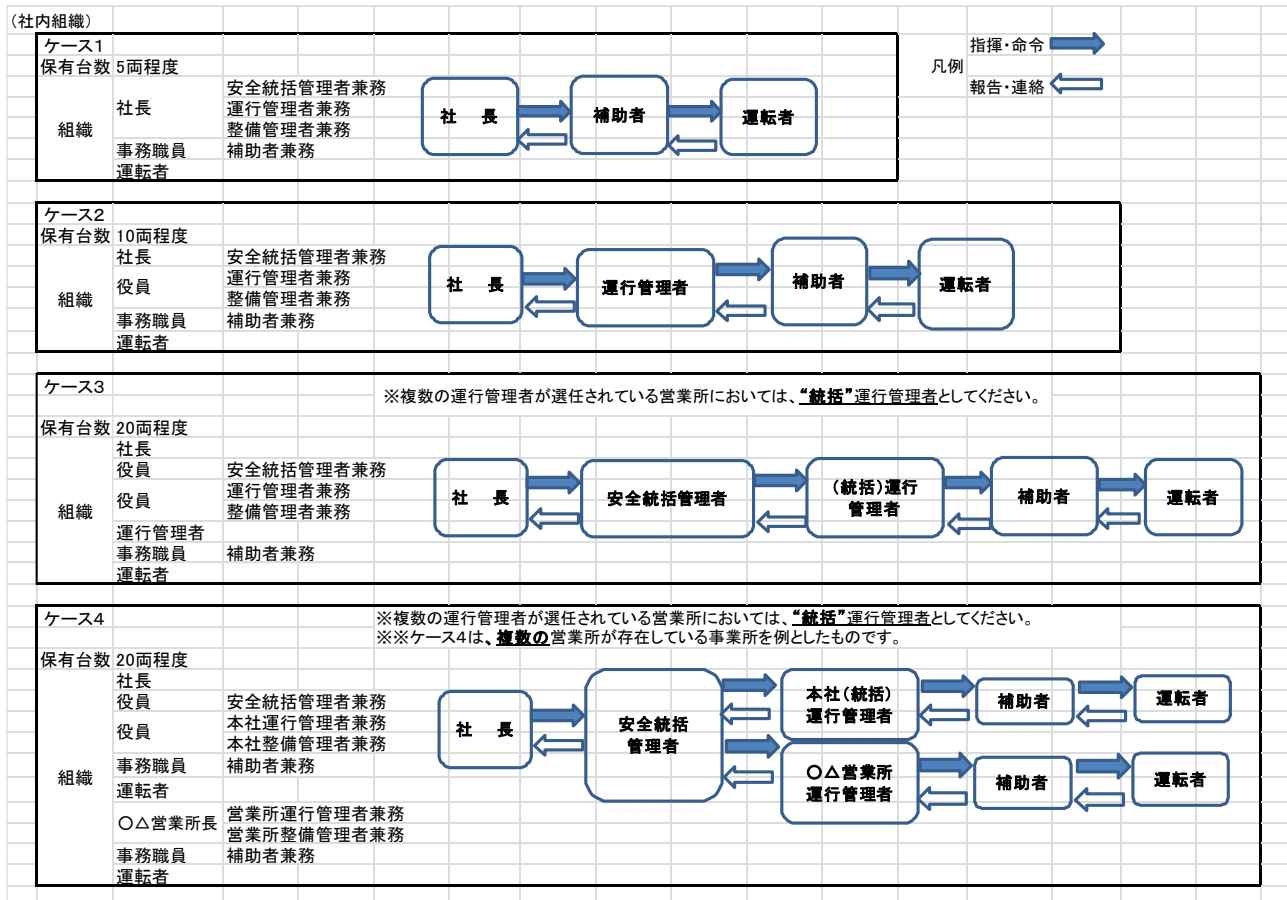 （社内組織）
ケース1
指揮・命令
保有台数 5両程度
凡例
報告・連絡
安全統括管理者兼務
社長 運行管理者兼務
整備管理者兼務
組織
事務職員 補助者兼務
運転者
社　長 補助者 運転者
ケース2
保有台数 10両程度
社長 安全統括管理者兼務
役員 運行管理者兼務
整備管理者兼務
組織
事務職員 補助者兼務
運転者
社　長 運行管理者 補助者 運転者
ケース3
※複数の運行管理者が選任されている営業所においては、“統括”運行管理者としてください。
保有台数 20両程度
社長
役員 安全統括管理者兼務
役員 運行管理者兼務
整備管理者兼務
組織
運行管理者
事務職員 補助者兼務
運転者
社　長 安全統括管理者 （統括）運行
管理者
補助者 運転者
ケース4
※複数の運行管理者が選任されている営業所においては、“統括”運行管理者としてください。
※※ケース4は、複数の営業所が存在している事業所を例としたものです。
保有台数 20両程度
社長
役員 安全統括管理者兼務
役員 本社運行管理者兼務
本社整備管理者兼務
事務職員 補助者兼務
組織
運転者
〇△営業所長 営業所運行管理者兼務
営業所整備管理者兼務
事務職員 補助者兼務
運転者
社　長
安全統括
管理者
本社（統括）
運行管理者
補助者 運転者
〇△営業所
運行管理者
補助者 運転者